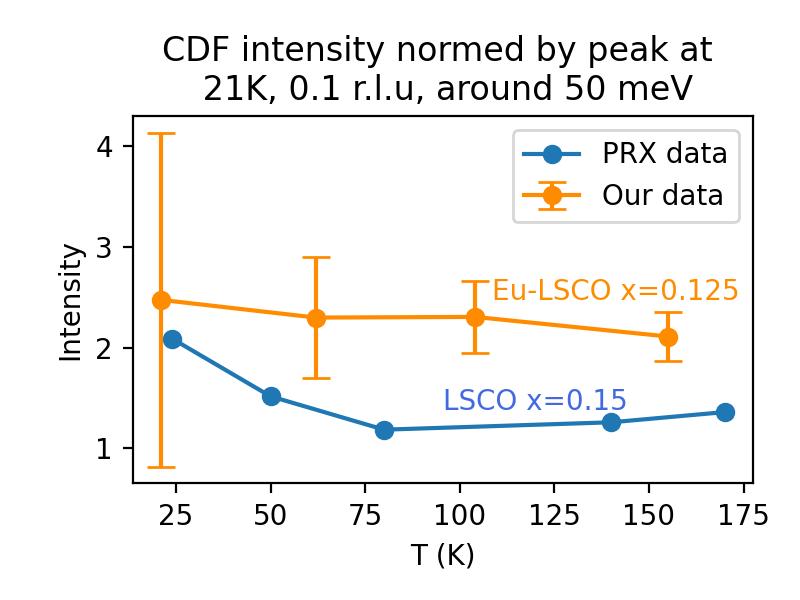 CDF intensity normed by peak at
21K, 0.1 r.l.u, around 50 meV
4
3
2
1
Intensity
PRX data
Our data
Eu-LSCO x=0.125
LSCO x=0.15
25 50 75 100 125 150 175
T (K)